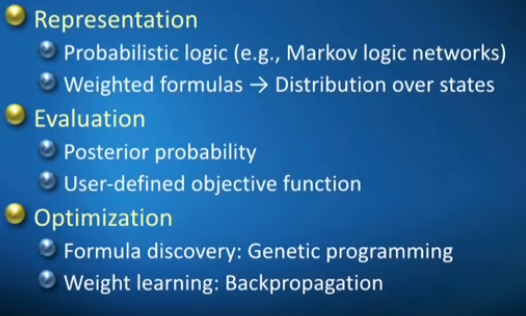 Representation
Probabilistic logic (e.g., Markov logic networks)
Weighted formulas → Distribution over states
Evaluation
Posterior probability
User-defined objective function
Optimization
Formula discovery: Genetic programming
Weight learning: Backpropagation